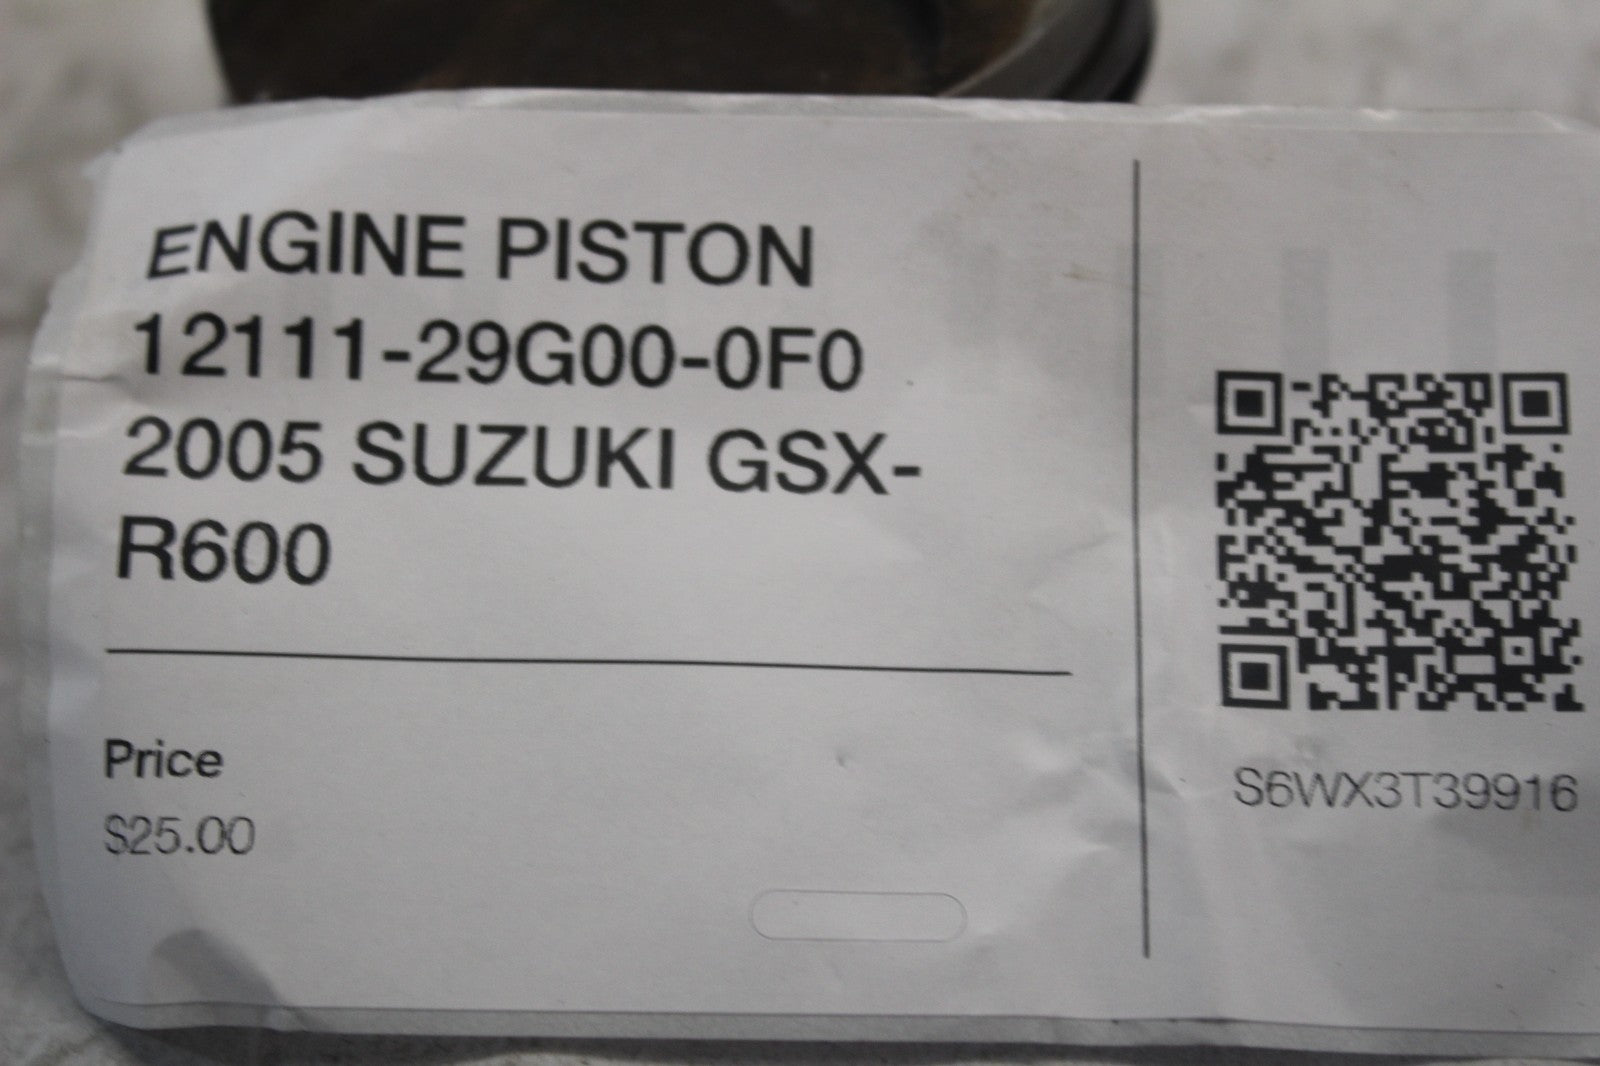 ENGINE PISTON
12111-29G00-0F0
2005 SUZUKI GSX-
R600
Price
$25.00
S6WX3T39916